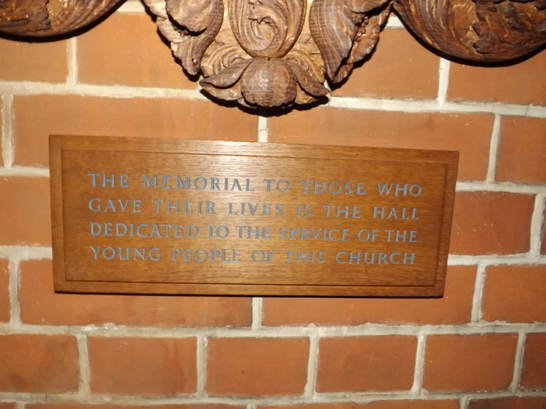 THE MEMORIAL TO THOSE WHO
GAVE THEIR LIVES IS THE HALL
DEDICATED TO THE SERVICE OF THE
YOUNG PEOPLE OF THIS CHURCH